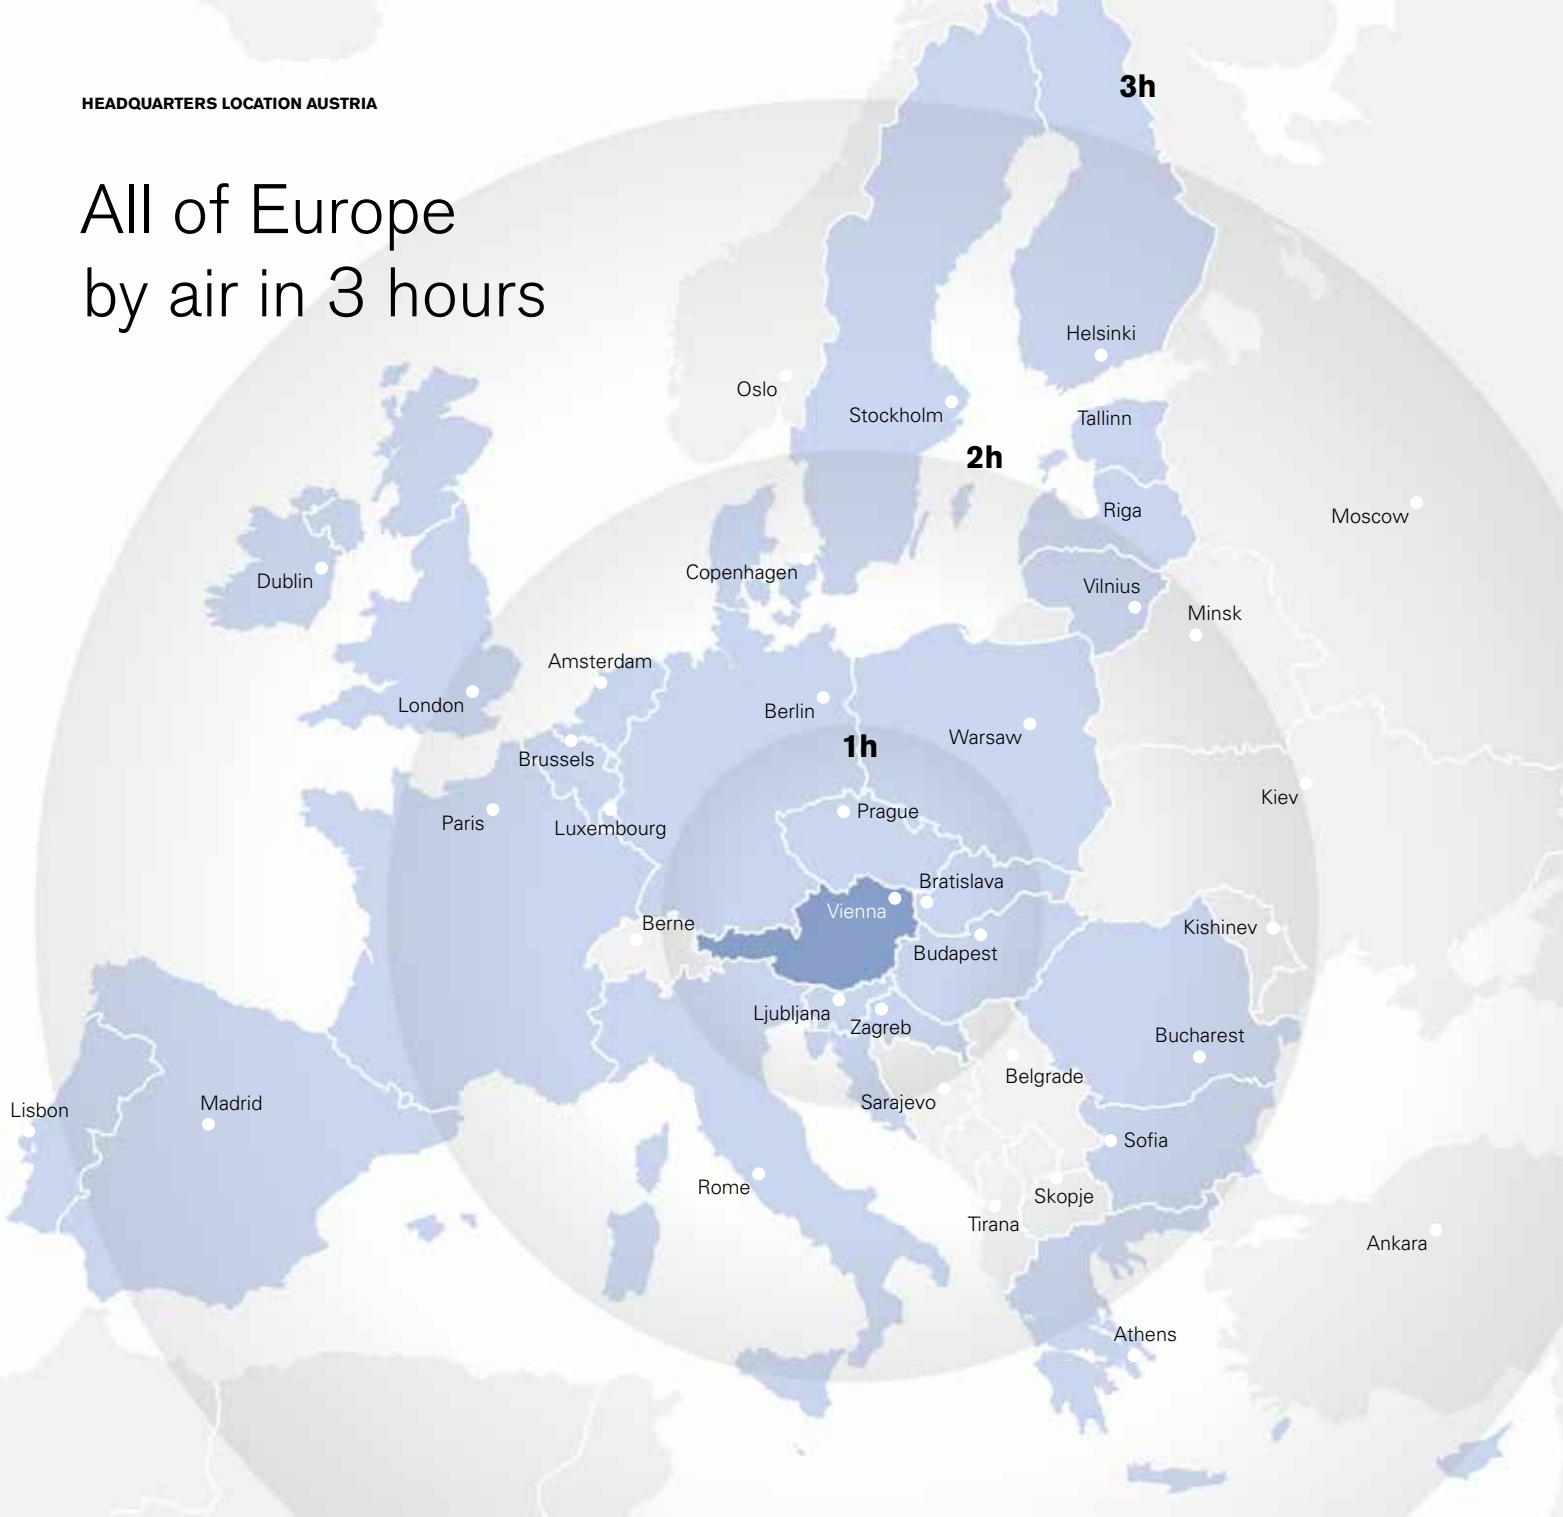 HEADQUARTERS LOCATION AUSTRIA
3h
All of Europe
by air in 3 hours
Helsinki
Oslo
Stockholm
Tallinn
2h
Riga
Moscow
Copenhagen
Dublin
Vilnius
Minsk
Amsterdam
London
Berlin
Warsaw
1h
Brussels
Kiev
Prague
Paris
Luxembourg
Bratislava
Vienna
Berne
Kishinev
Budapest
Ljubljana
Zagreb
Bucharest
Belgrade
Sarajevo
Lisbon
Madrid
Sofia
Rome
Skopje
Tirana
Ankara
Athens